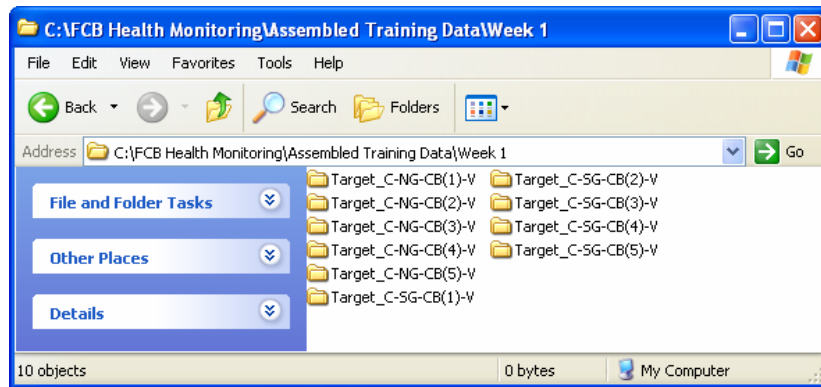 C:\FCB Health Monitoring\Assembled Training Data\Week 1
File Edit View Favorites Tools Help
Back Search Folders
Address C:\FCB Health Monitoring\Assembled Training Data\Week 1 Go
File and Folder Tasks
Other Places
Details
Target_C-NG-CB(1)-V
Target_C-NG-CB(2)-V
Target_C-NG-CB(3)-V
Target_C-NG-CB(4)-V
Target_C-NG-CB(5)-V
Target_C-SG-CB(1)-V
Target_C-SG-CB(2)-V
Target_C-SG-CB(3)-V
Target_C-SG-CB(4)-V
Target_C-SG-CB(5)-V
10 objects 0 bytes My Computer